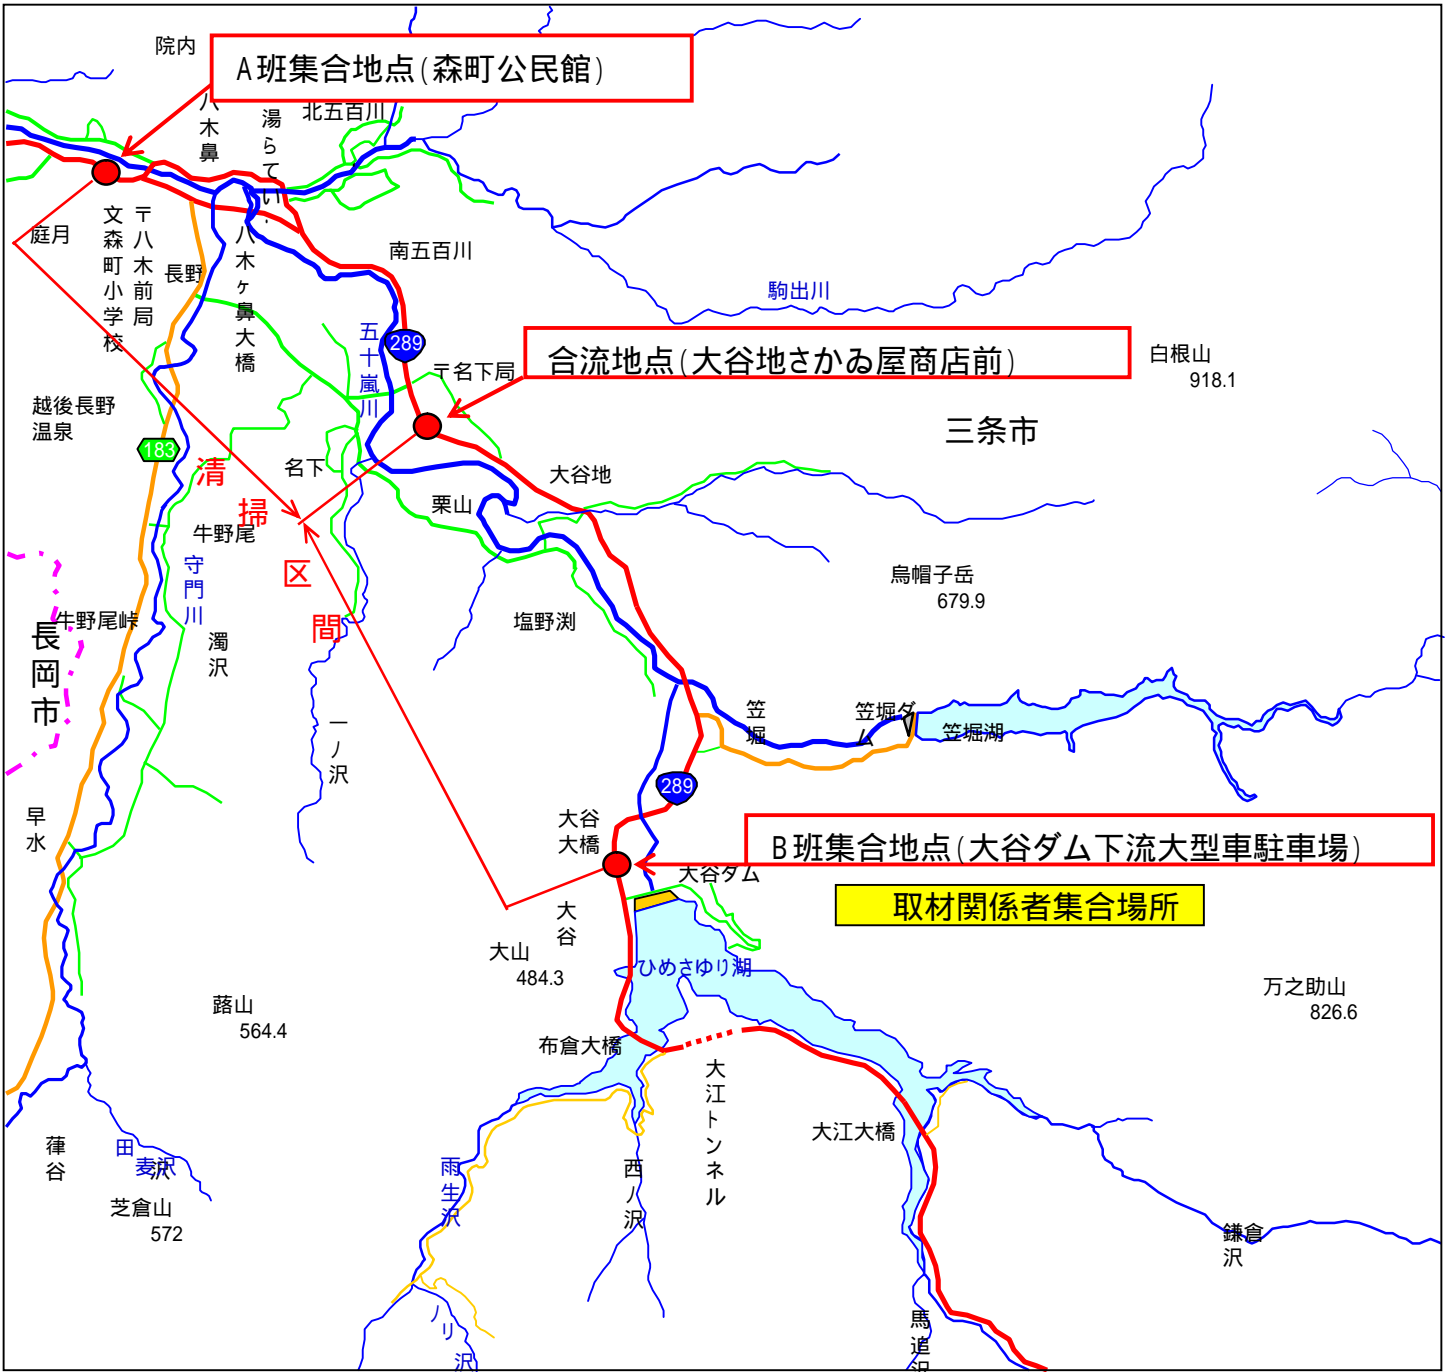 院内
A班集合地点(森町公民館)
八木鼻
湯らてい.
北五百川
庭月
文森町小学校
〒八木前局
長野
八木ヶ鼻大橋
南五百川
駒出川
五十嵐川
289
〒名下局
合流地点(大谷地さかゐ屋商店前)
白根山
918.1
三条市
越後長野
温泉
183
清掃区間
名下
大谷地
栗山
牛野尾
守門川
烏帽子岳
679.9
長岡市
牛野尾峠
濁沢
塩野渕
一ノ沢
笠堀
笠堀ダム
笠堀湖
289
早水
大谷
大橋
B班集合地点(大谷ダム下流大型車駐車場)
大谷ダム
取材関係者集合場所
大谷
大山
484.3
ひめさゆり湖
万之助山
826.6
蕗山
564.4
布倉大橋
大江トンネル
大江大橋
葎谷
田麦沢
沢
芝倉山
572
雨生沢
西ノ沢
鎌倉
沢
ノリ沢
馬追沢